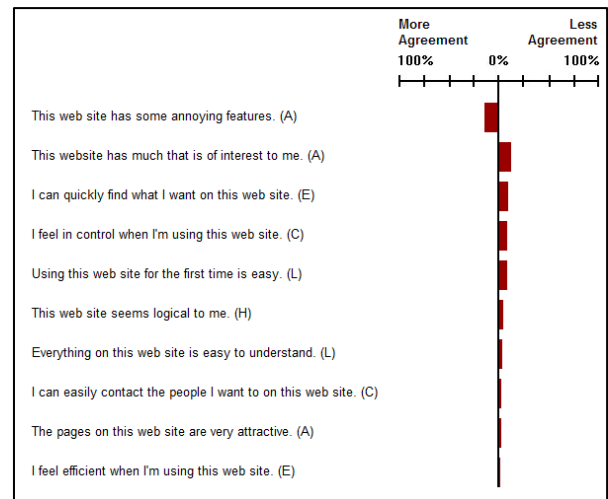 More Less
Agreement Agreement
100% 0% 100%
This web site has some annoying features. (A)
This website has much that is of interest to me. (A)
I can quickly find what I want on this web site. (E)
I feel in control when I'm using this web site. (C)
Using this web site for the first time is easy. (L)
This web site seems logical to me. (H)
Everything on this web site is easy to understand. (L)
I can easily contact the people I want to on this web site. (C)
The pages on this web site are very attractive. (A)
I feel efficient when I'm using this web site. (E)